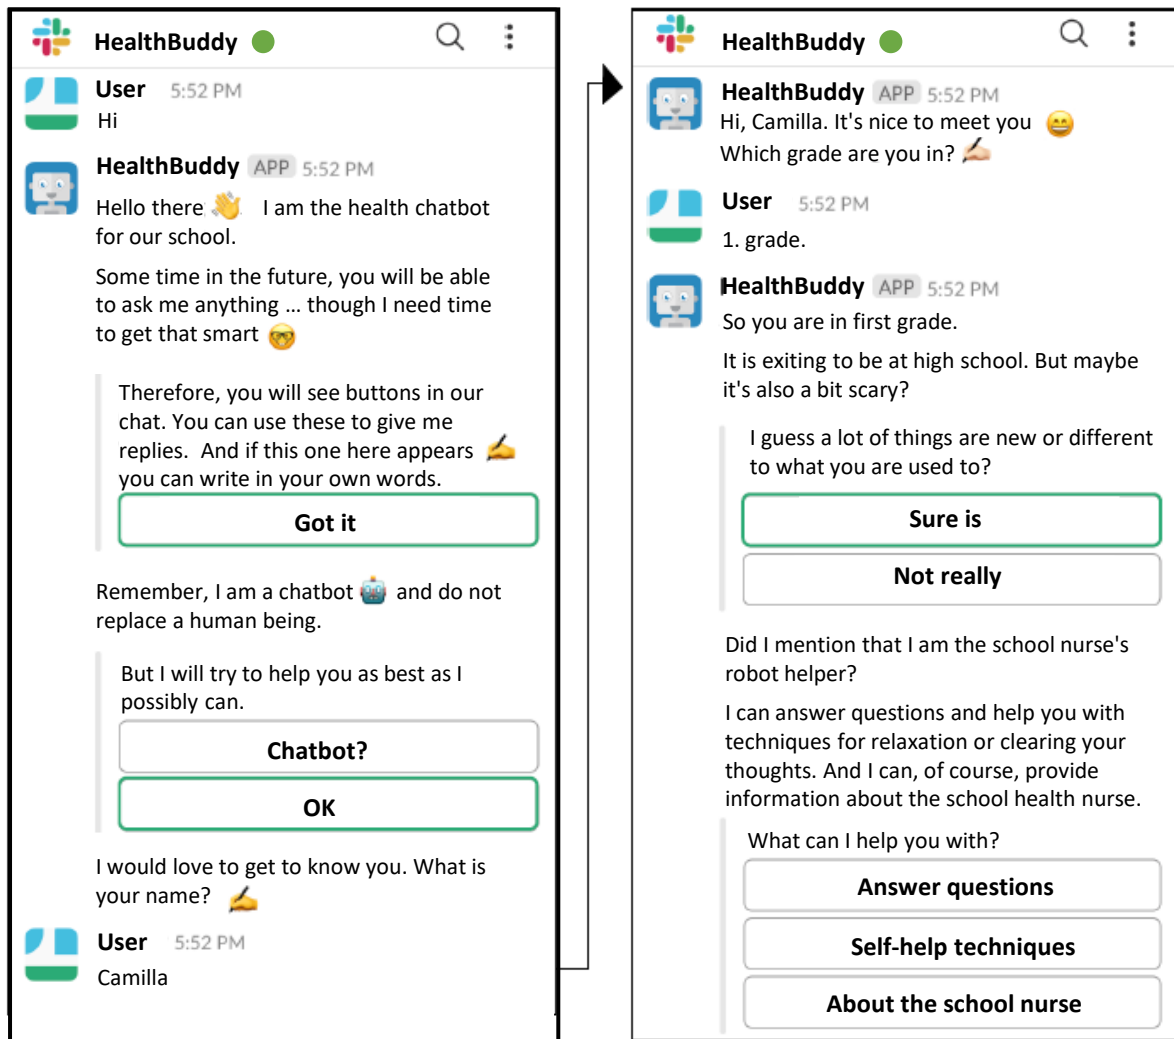 HealthBuddy
User 5:52 PM
Hi
HealthBuddy APP 5:52 PM
Hello there 👋 I am the health chatbot
for our school.
Some time in the future, you will be able
to ask me anything … though I need time
to get that smart 🤓
Therefore, you will see buttons in our
chat. You can use these to give me
replies. And if this one here appears ✍️
you can write in your own words.
Got it
Remember, I am a chatbot 🤖 and do not
replace a human being.
But I will try to help you as best as I
possibly can.
Chatbot?
OK
I would love to get to know you. What is
your name? ✍️
User 5:52 PM
Camilla
HealthBuddy
HealthBuddy APP 5:52 PM
Hi, Camilla. It's nice to meet you 😄
Which grade are you in? ✍🏻
User 5:52 PM
1. grade.
HealthBuddy APP 5:52 PM
So you are in first grade.
It is exiting to be at high school. But maybe
it's also a bit scary?
I guess a lot of things are new or different
to what you are used to?
Sure is
Not really
Did I mention that I am the school nurse's
robot helper?
I can answer questions and help you with
techniques for relaxation or clearing your
thoughts. And I can, of course, provide
information about the school health nurse.
What can I help you with?
Answer questions
Self-help techniques
About the school nurse